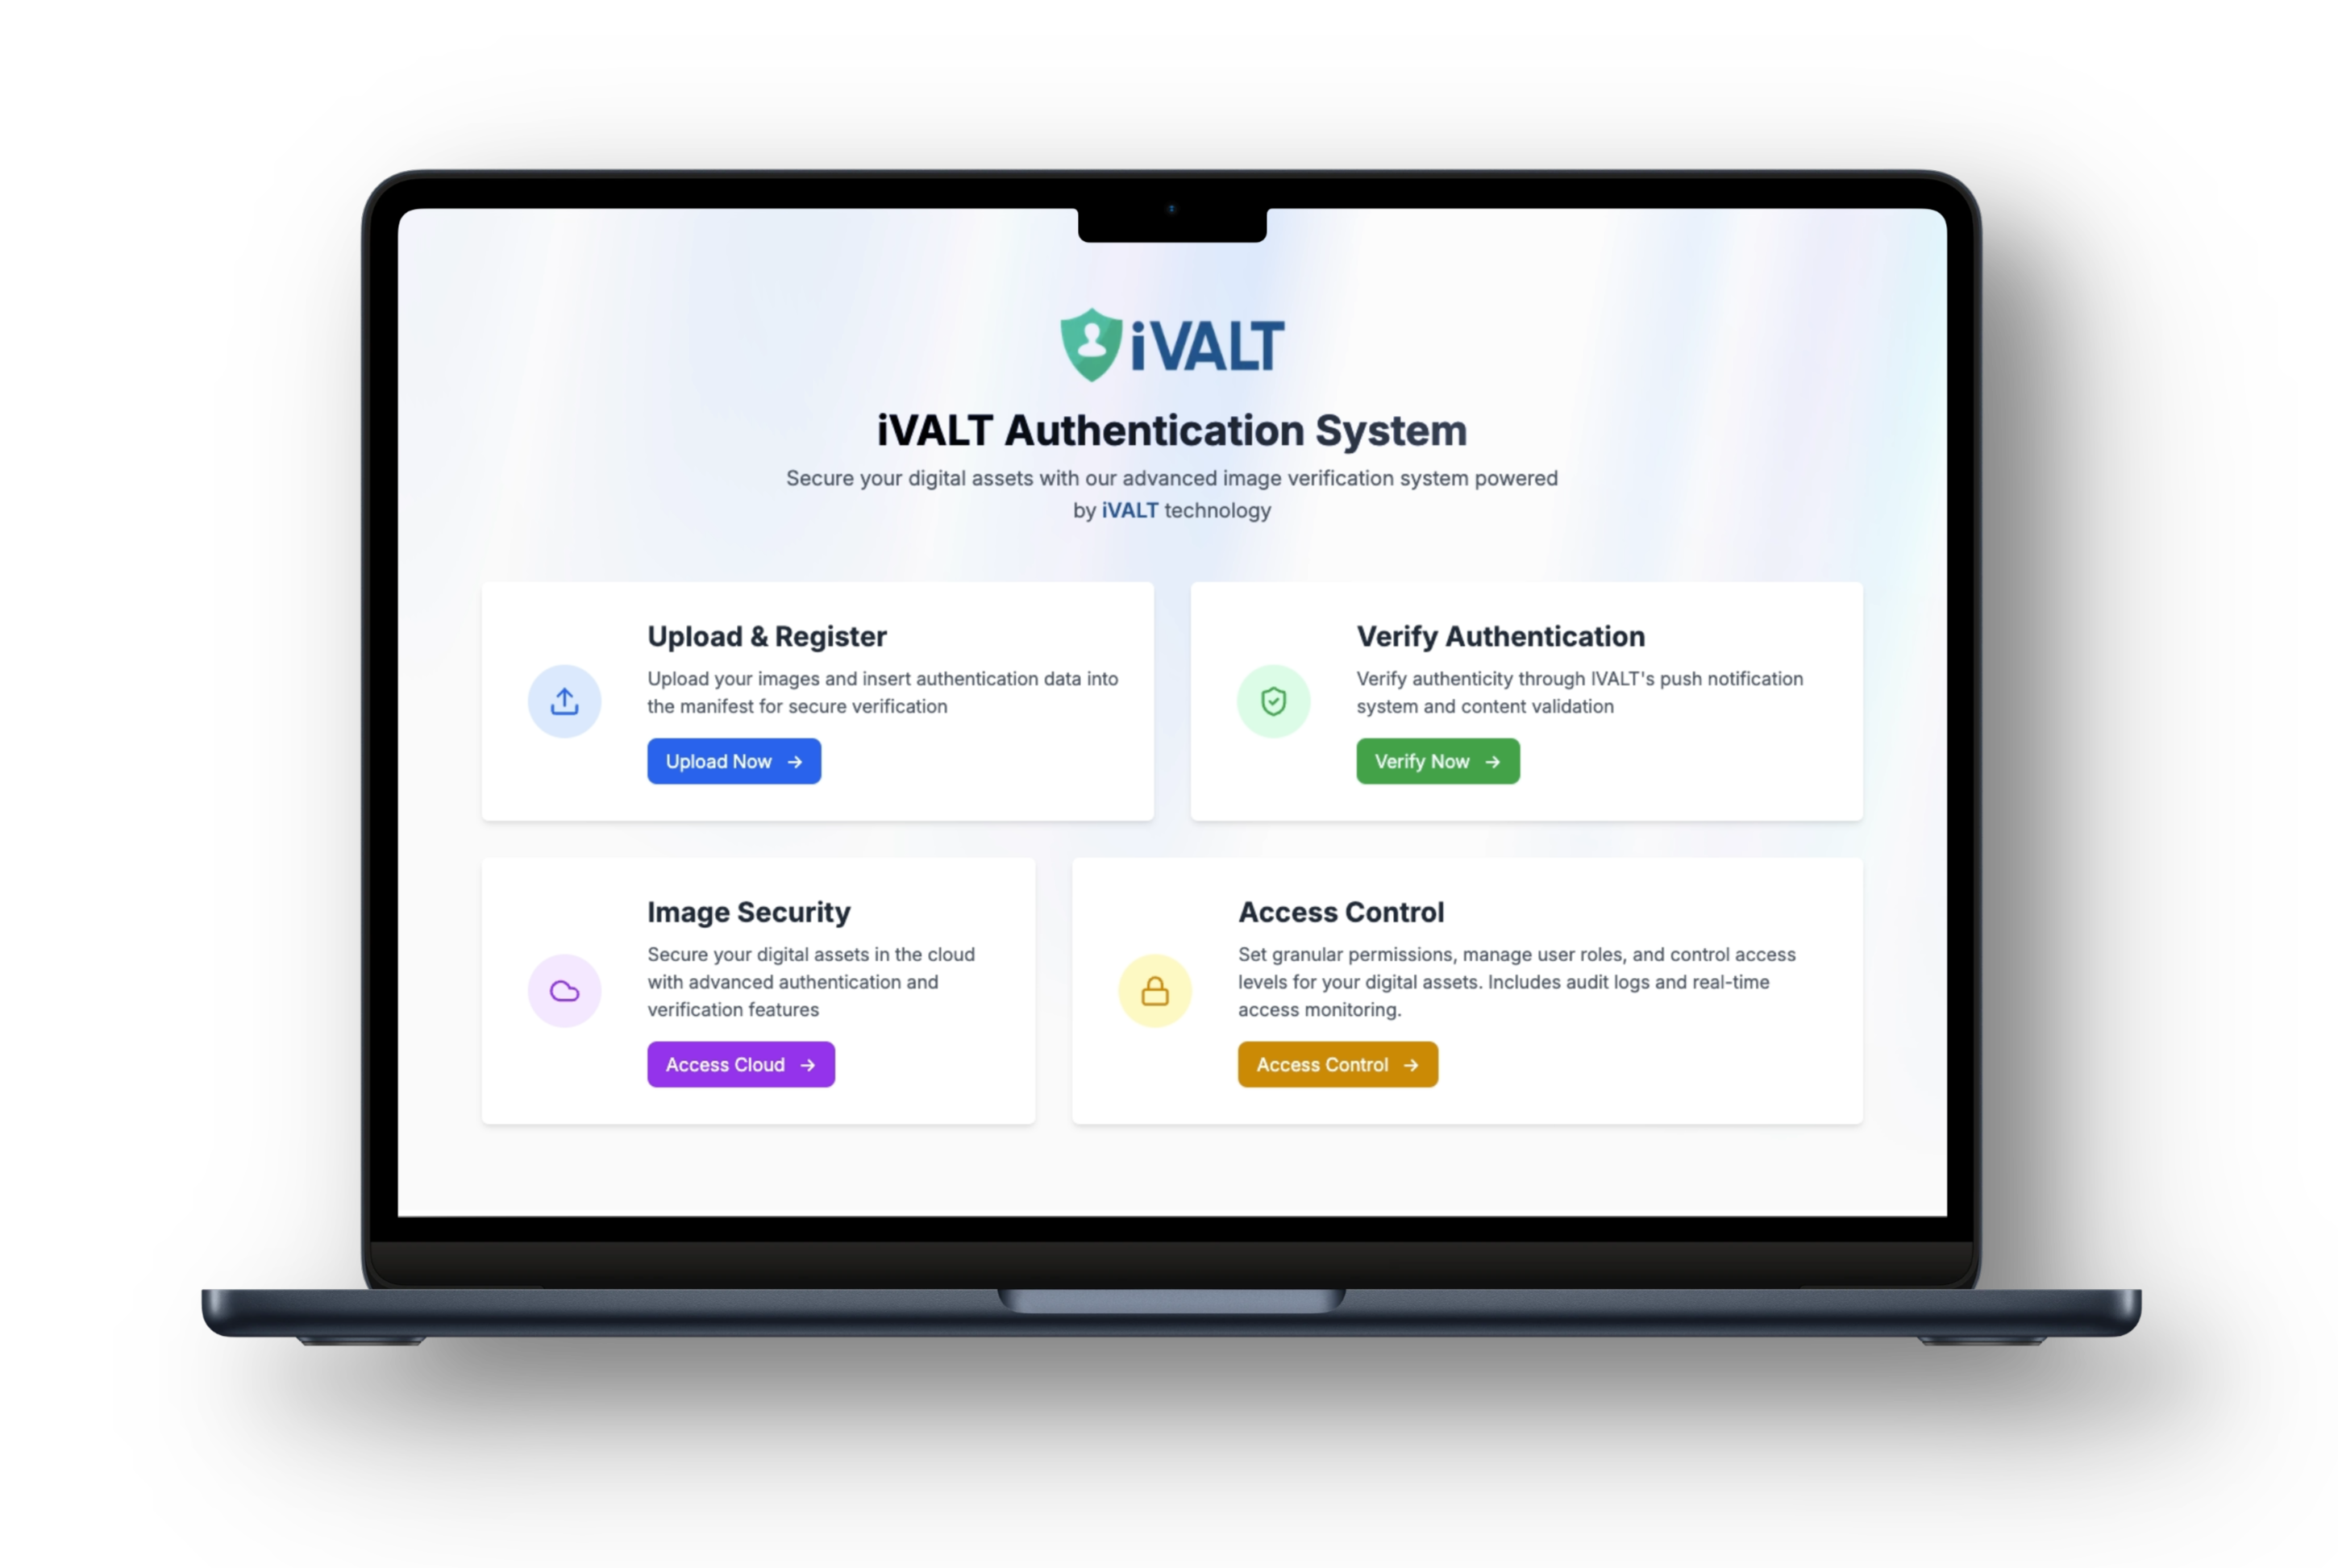 iVALT
iVALT Authentication System
Secure your digital assets with our advanced image verification system powered
by iVALT technology
Upload & Register
Upload your images and insert authentication data into
the manifest for secure verification
Upload Now →
Verify Authentication
Verify authenticity through IVALT's push notification
system and content validation
Verify Now →
Image Security
Secure your digital assets in the cloud
with advanced authentication and
verification features
Access Cloud →
Access Control
Set granular permissions, manage user roles, and control access
levels for your digital assets. Includes audit logs and real-time
access monitoring.
Access Control →